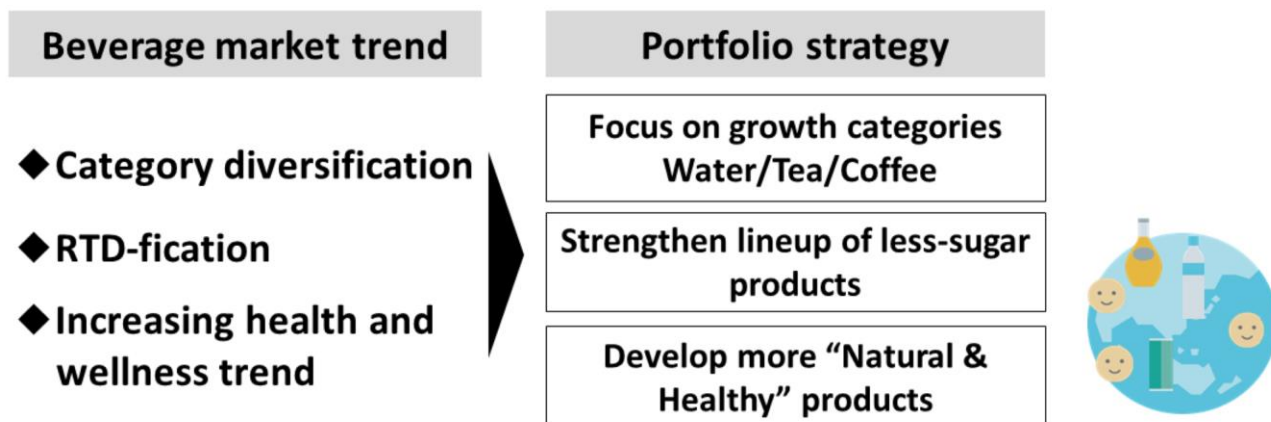 Beverage market trend
◆Category diversification
◆RTD-fication
◆Increasing health and
wellness trend
Portfolio strategy
Focus on growth categories
Water/Tea/Coffee
Strengthen lineup of less-sugar
products
Develop more “Natural &
Healthy” products